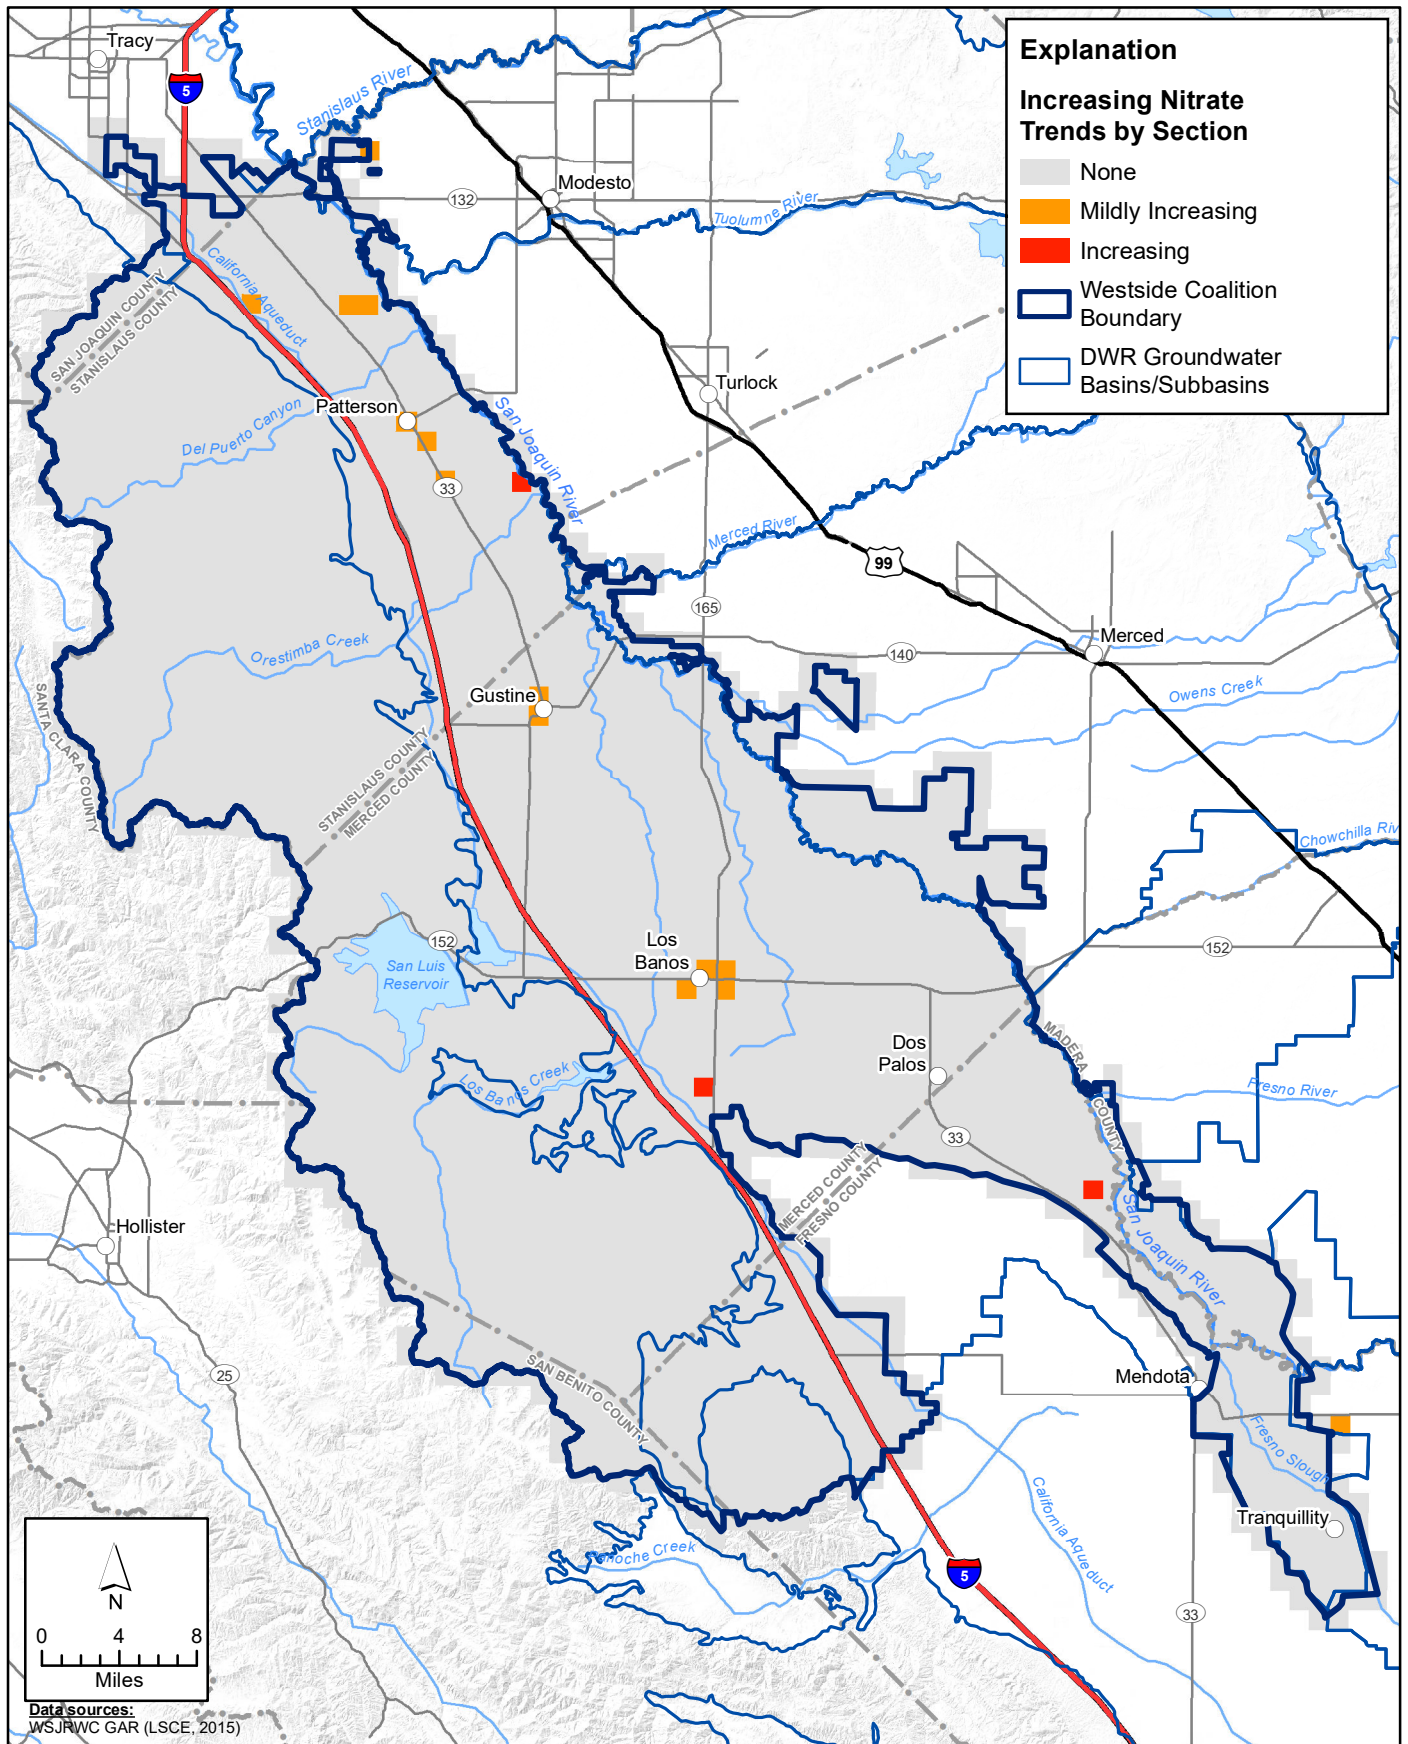 Explanation
Increasing Nitrate
Trends by Section
None
Mildly Increasing
Increasing
Westside Coalition
Boundary
DWR Groundwater
Basins/Subbasins
Tracy
5
Stanislaus River
132
Modesto
Tuolumne River
California Aqueduct
SAN JOAQUIN COUNTY
STANISLAUS COUNTY
Turlock
Patterson
Del Puerto Canyon
San Joaquin River
33
Merced River
99
165
Merced
140
Orestimba Creek
Owens Creek
Gustine
SANTA CLARA COUNTY
STANISLAUS COUNTY
MERCED COUNTY
Chowchilla Riv
152
Los
Banos
152
San Luis
Reservoir
Dos
Palos
MADERA COUNTY
Los Banos Creek
Fresno River
33
MERCED COUNTY
FRESNO COUNTY
Hollister
San Joaquin River
25
SAN BENITO COUNTY
Mendota
Fresno Slough
California Aqueduct
Tranquillity
Panoche Creek
5
33
N
0 4 8
Miles
Data sources:
WSJRWC GAR (LSCE, 2015)